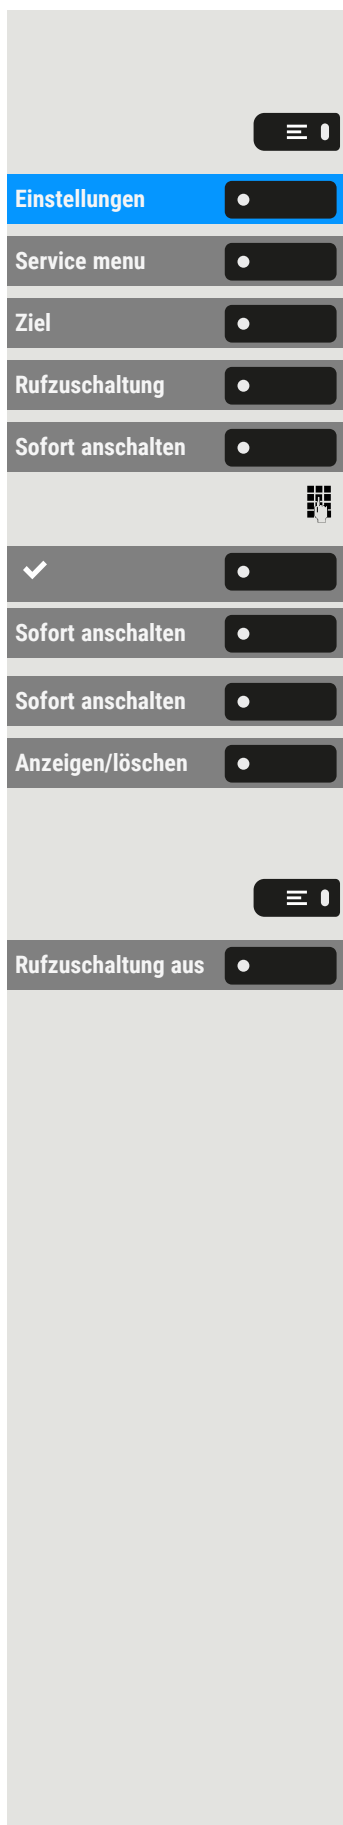 Einstellungen
Service menu
Ziel
Rufzuschaltung
Sofort anschalten
Sofort anschalten
Sofort anschalten
Anzeigen/löschen
Rufzuschaltung aus